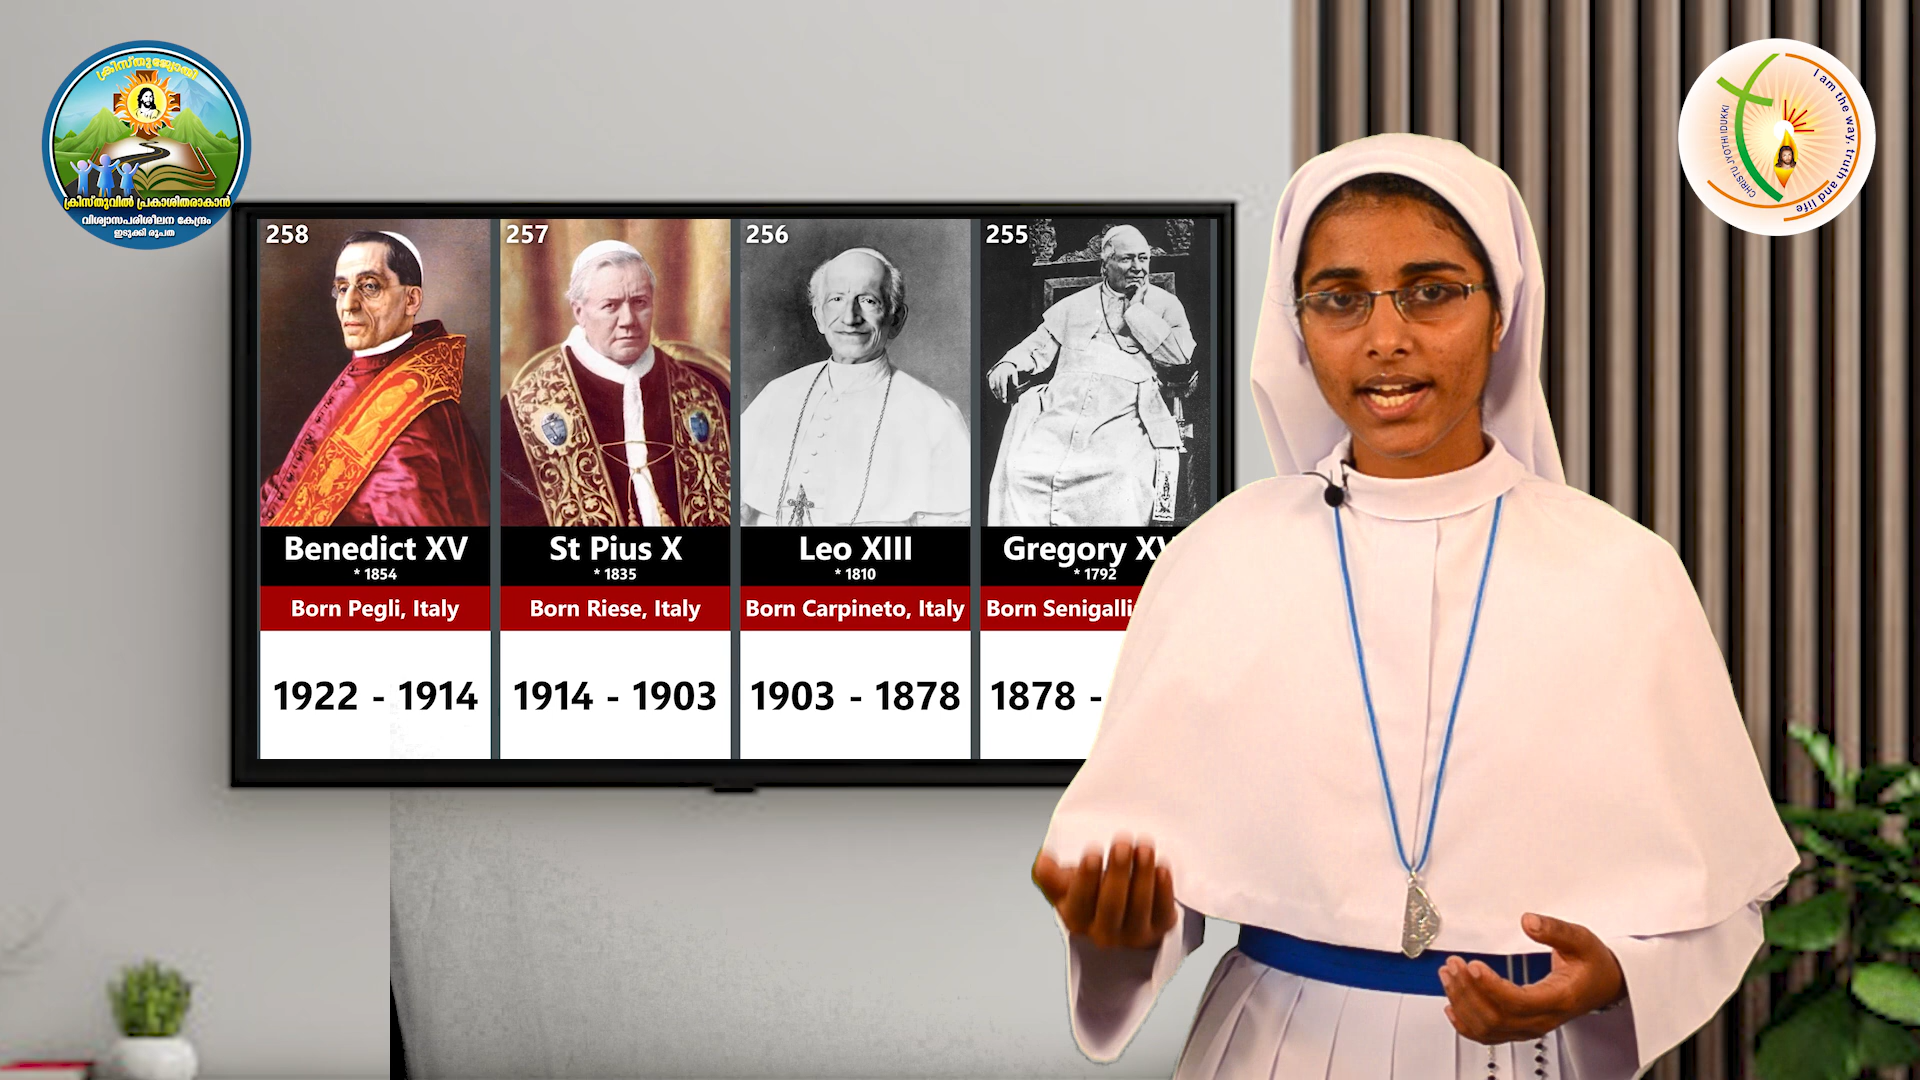 ക്രിസ്തുജ്യോതി
ക്രിസ്തുവിൽ പ്രകാശിതരാകാൻ
വിശ്വാസപരിശീലന കേന്ദ്രം
ഇടുക്കി രൂപത
I am the way, truth and life
CHRISTU JYOTHI IDUKKI
258
257
256
255
Benedict XV
* 1854
Born Pegli, Italy
1922 - 1914
St Pius X
* 1835
Born Riese, Italy
1914 - 1903
Leo XIII
* 1810
Born Carpineto, Italy
1903 - 1878
Gregory XV
* 1792
Born Senigalli
1878 -